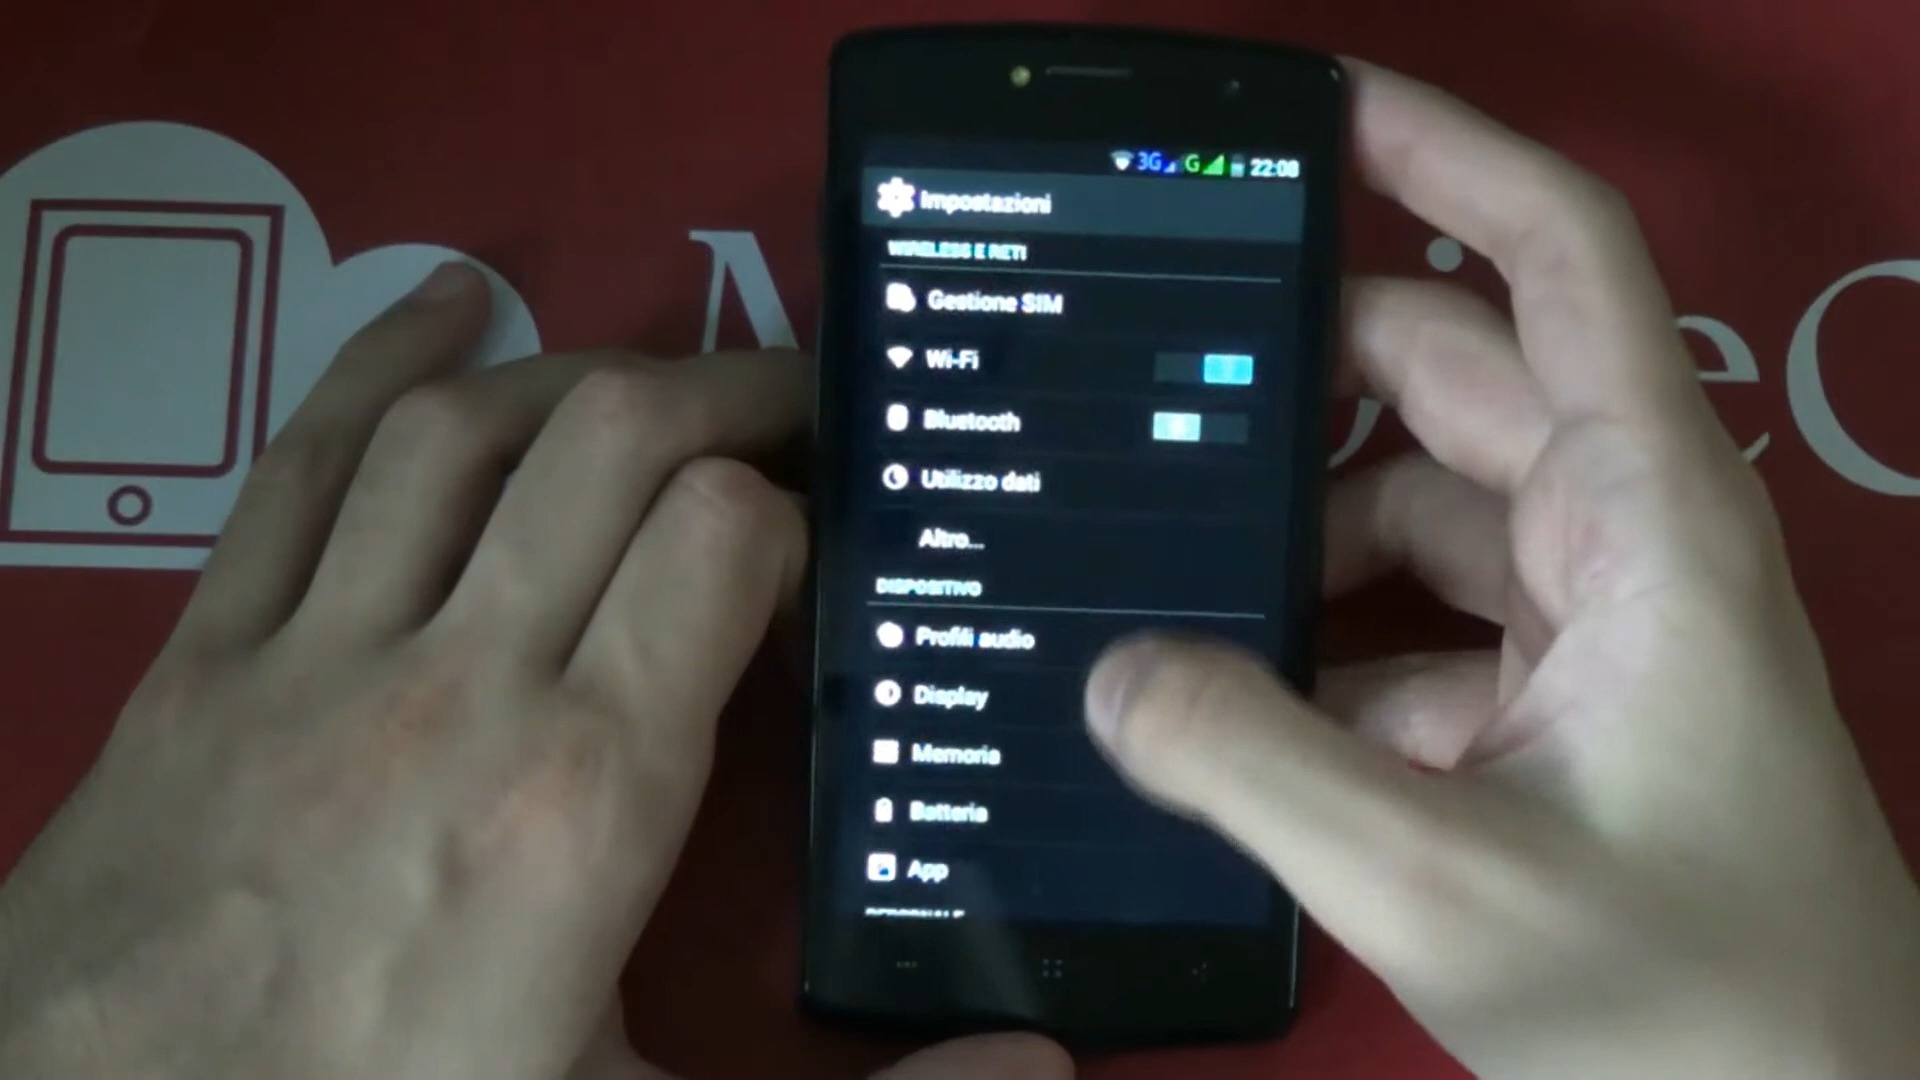 3G G 22:08
Impostazioni
WIRELESS E RETI
Gestione SIM
Wi-Fi
Bluetooth
Utilizzo dati
Altro...
DISPOSITIVO
Profili audio
Display
Memoria
Batteria
App
PERSONALE